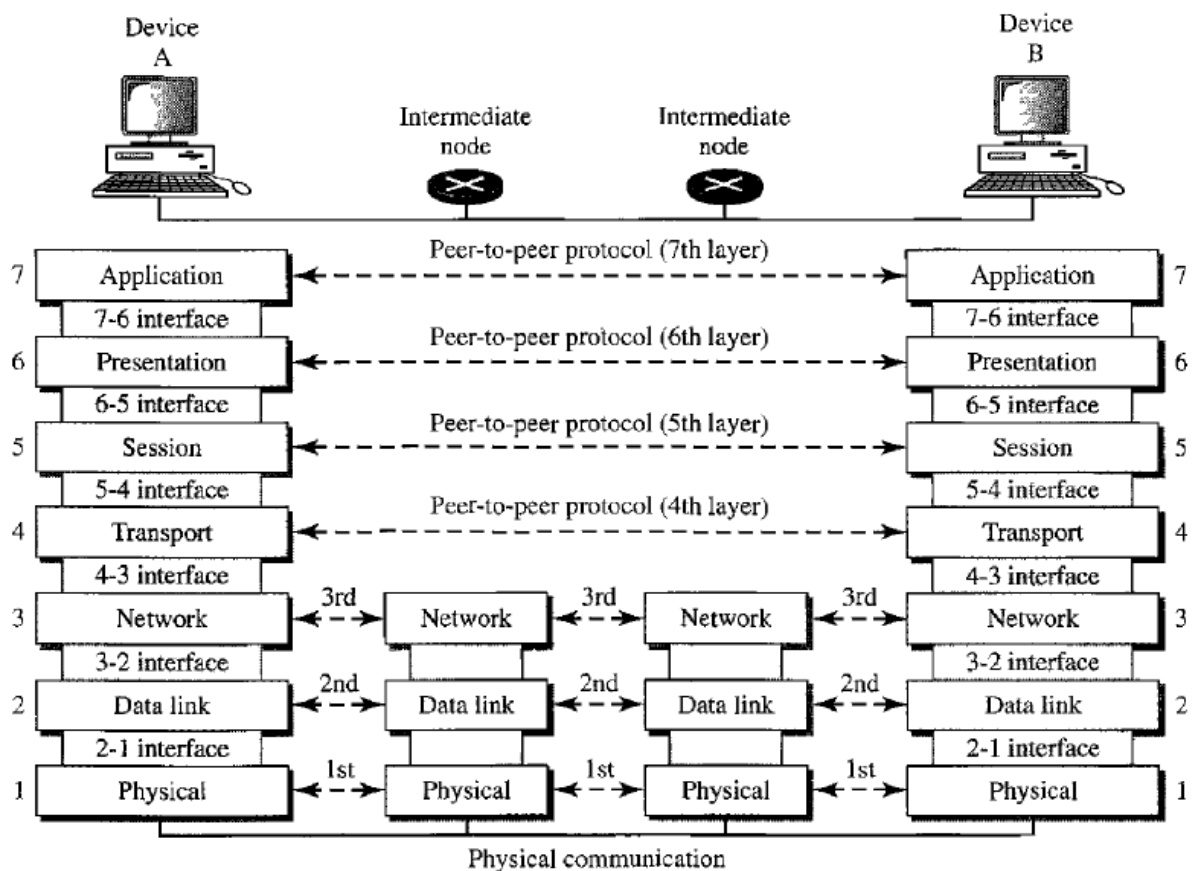 Device
A
Device
B
Intermediate
node
Intermediate
node
Peer-to-peer protocol (7th layer)
7 Application Application 7
7-6 interface 7-6 interface
Peer-to-peer protocol (6th layer)
6 Presentation Presentation 6
6-5 interface 6-5 interface
Peer-to-peer protocol (5th layer)
5 Session Session 5
5-4 interface 5-4 interface
Peer-to-peer protocol (4th layer)
4 Transport Transport 4
4-3 interface 4-3 interface
3rd 3rd 3rd
3 Network Network Network Network 3
3-2 interface 3-2 interface
2nd 2nd 2nd
2 Data link Data link Data link Data link 2
2-1 interface 2-1 interface
1st 1st 1st
1 Physical Physical Physical Physical 1
Physical communication